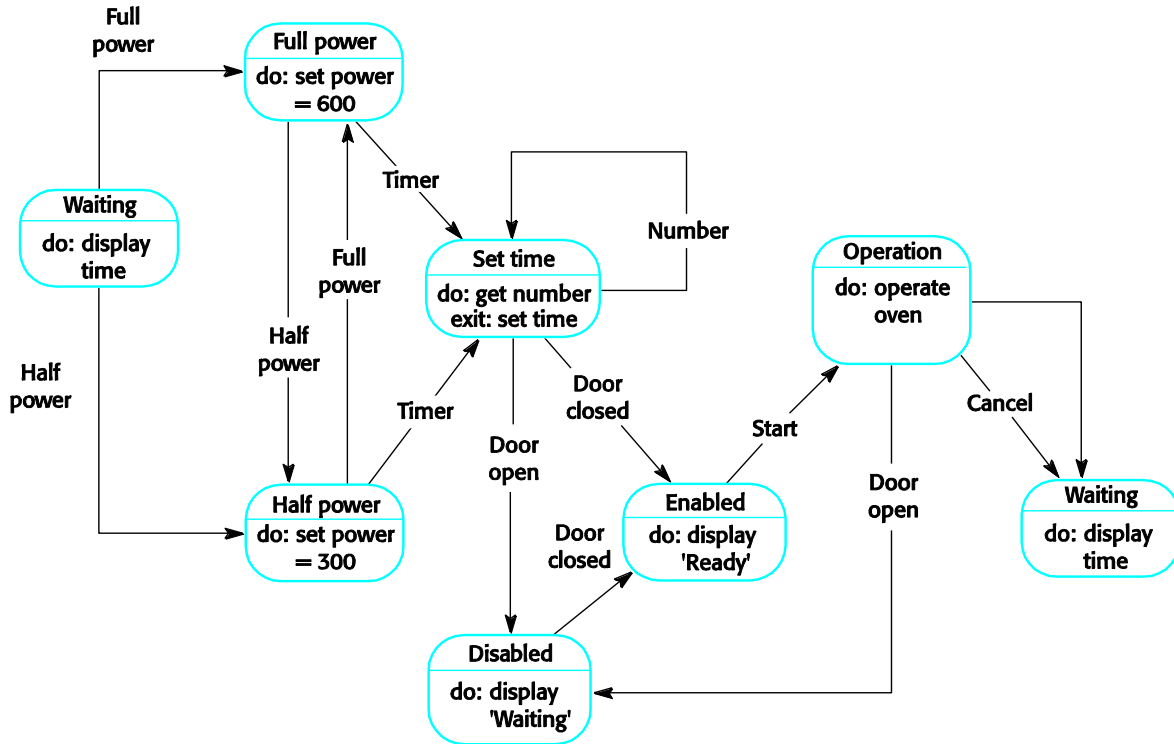 Full
power
Full power
do: set power
= 600
Waiting
do: display
time
Timer
Number
Full
power
Half
power
Set time
do: get number
exit: set time
Operation
do: operate
oven
Half
power
Timer
Door
closed
Door
open
Start
Cancel
Door
open
Half power
do: set power
= 300
Enabled
do: display
'Ready'
Waiting
do: display
time
Door
closed
Disabled
do: display
'Waiting'